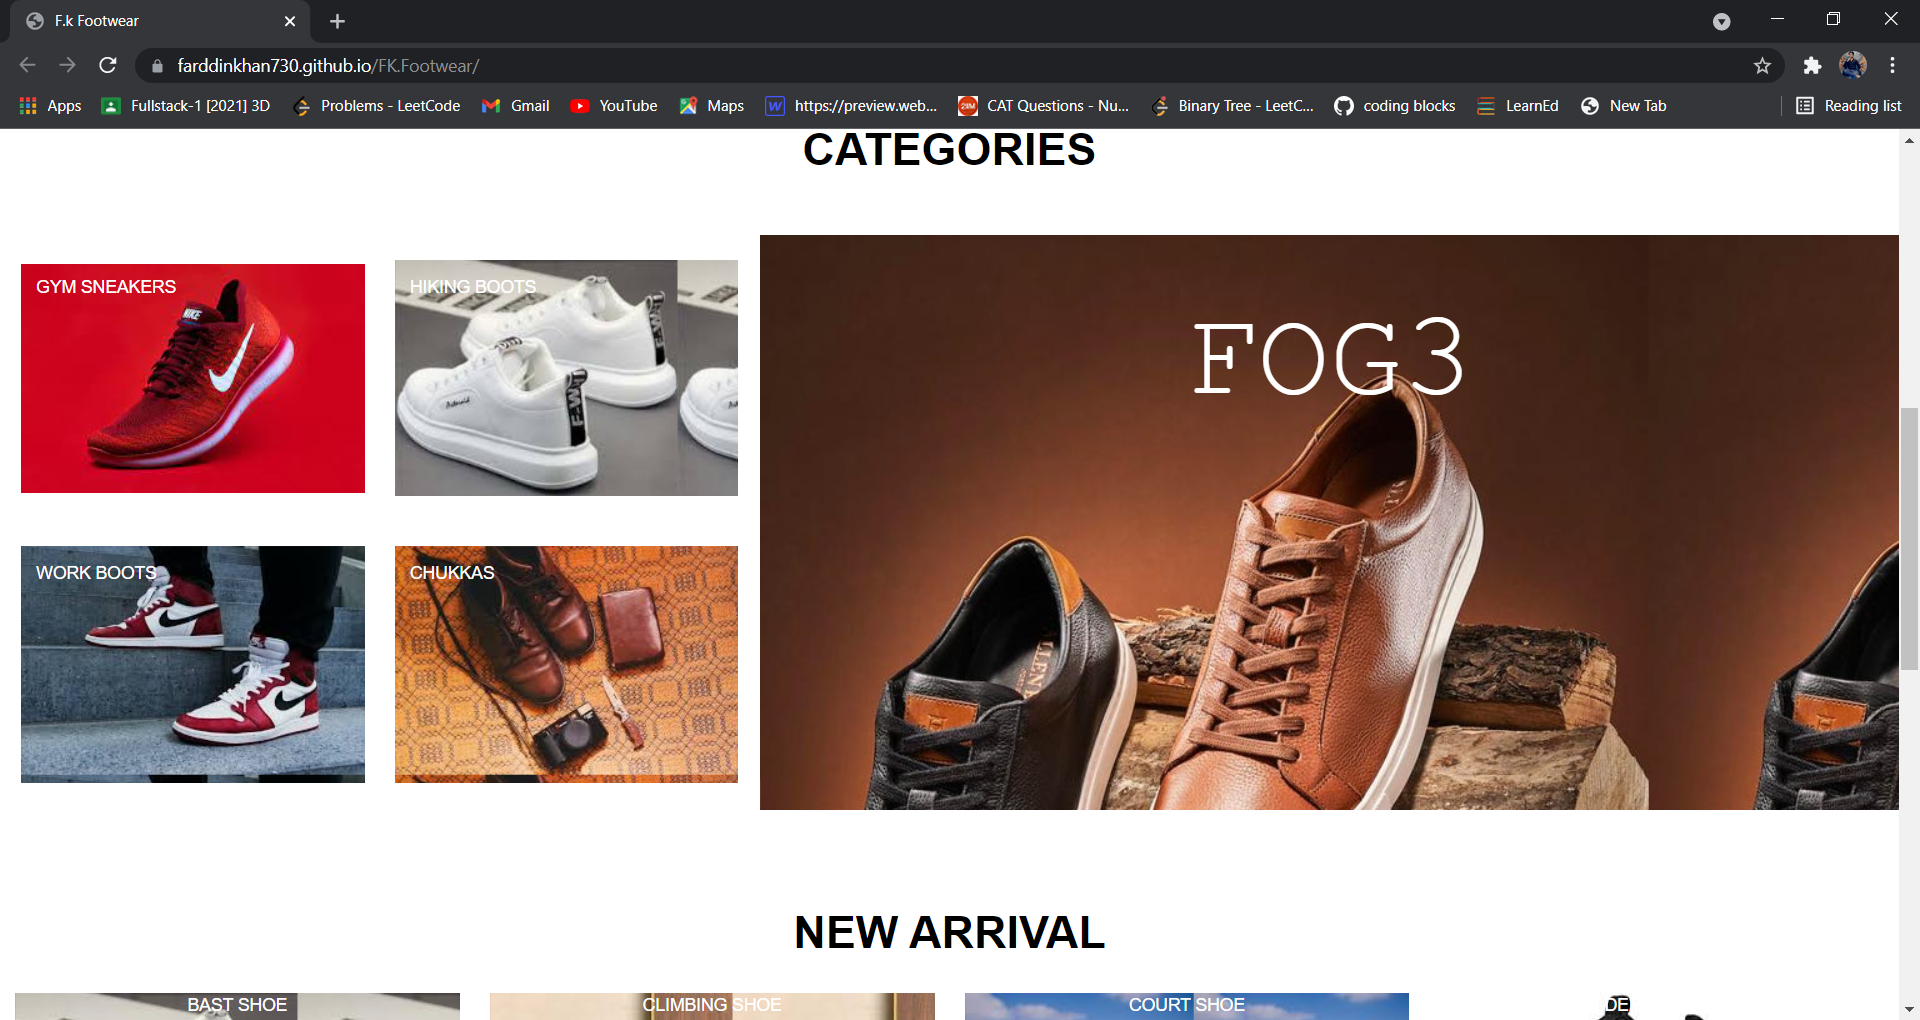 F.k Footwear
farddinkhan730.github.io/FK.Footwear/
Apps
Fullstack-1 [2021] 3D
Problems - LeetCode
Gmail
YouTube
Maps
https://preview.web...
CAT Questions - Nu...
Binary Tree - LeetC...
coding blocks
LearnEd
New Tab
Reading list
CATEGORIES
GYM SNEAKERS
NIKE
HIKING BOOTS
FOG3
WORK BOOTS
CHUKKAS
NEW ARRIVAL
BAST SHOE
CLIMBING SHOE
COURT SHOE
DE